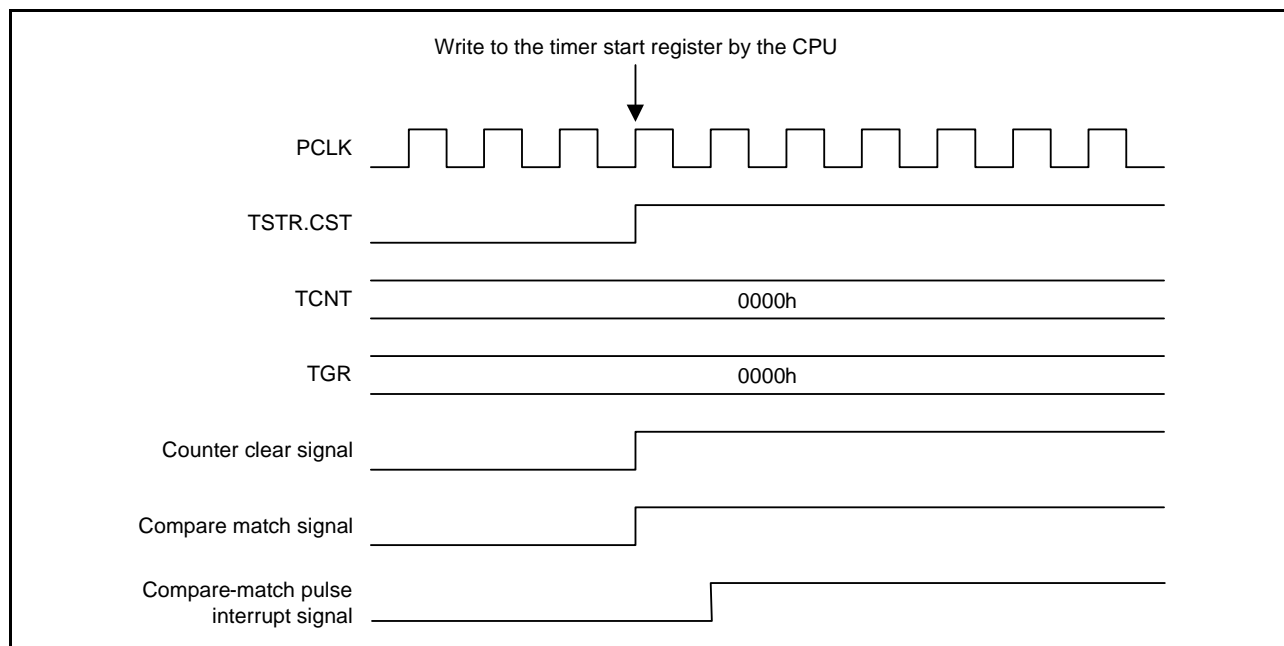 Write to the timer start register by the CPU
PCLK
TSTR.CST
TCNT
0000h
TGR
0000h
Counter clear signal
Compare match signal
Compare-match pulse
interrupt signal